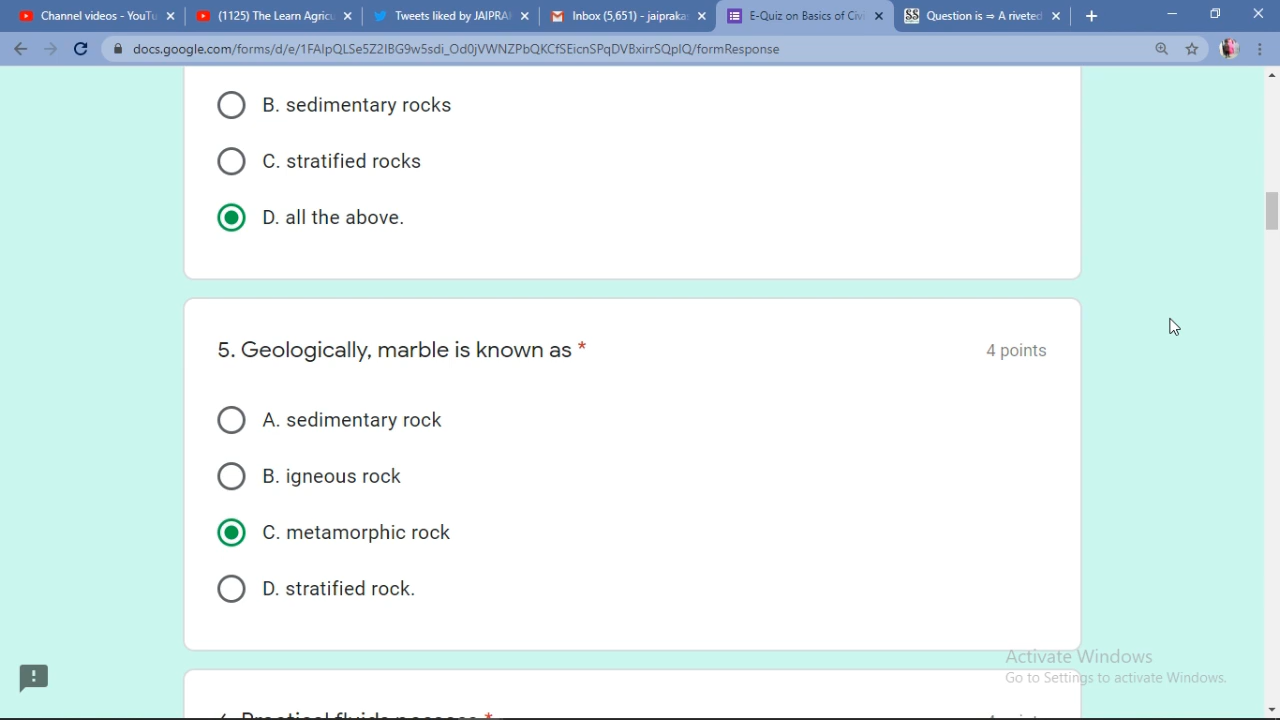 Channel videos - YouTu
(1125) The Learn Agricu
Tweets liked by JAIPRA
Inbox (5,651) - jaipraka
E-Quiz on Basics of Civi
Question is ⇒ A riveted
docs.google.com/forms/d/e/1FAIpQLSe5Z2IBG9w5sdi_Od0jVWNZPbQKCfSEicnSPqDVBxirrSQpIQ/formResponse
B. sedimentary rocks
C. stratified rocks
D. all the above.
5. Geologically, marble is known as *
4 points
A. sedimentary rock
B. igneous rock
C. metamorphic rock
D. stratified rock.
Activate Windows
Go to Settings to activate Windows.